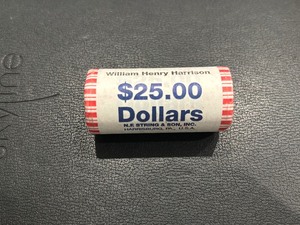 William Henry Harrison
$25.00
Dollars
N.F. STRING & SON, INC.
HARRISBURG, PA., U.S.A.